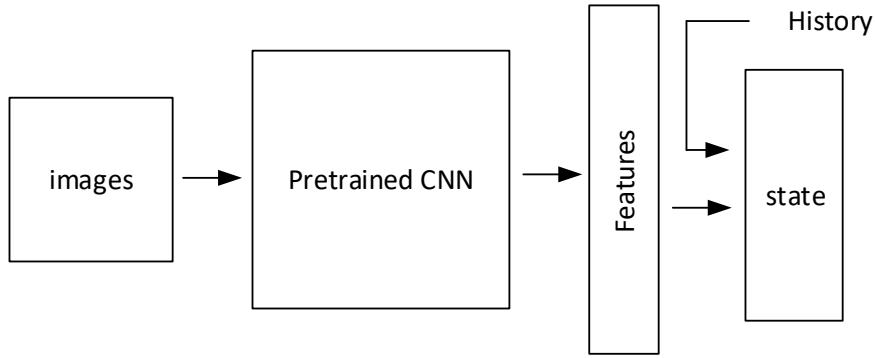 History
images
Pretrained CNN
Features
state